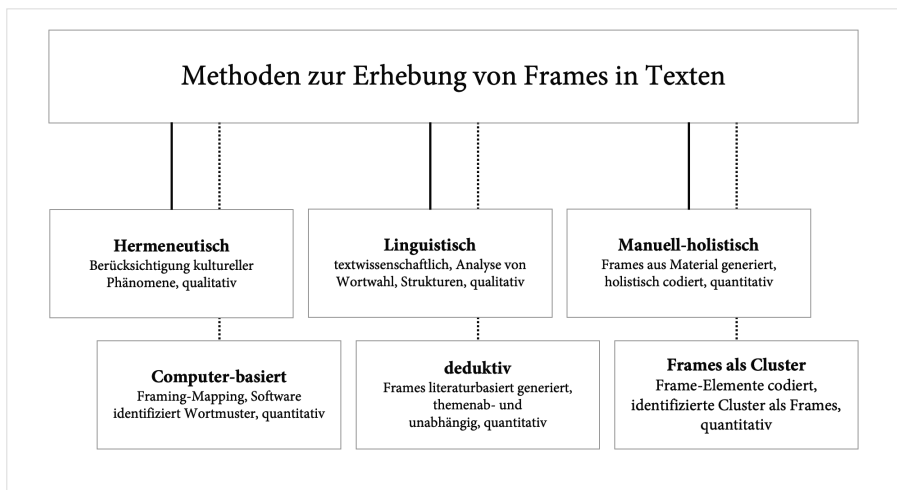 Methoden zur Erhebung von Frames in Texten
Hermeneutisch
Berücksichtigung kultureller
Phänomene, qualitativ
Linguistisch
textwissenschaftlich, Analyse von
Wortwahl, Strukturen, qualitativ
Manuell-holistisch
Frames aus Material generiert,
holistisch codiert, quantitativ
Computer-basiert
Framing-Mapping, Software
identifiziert Wortmuster, quantitativ
deduktiv
Frames literaturbasiert generiert,
themenab- und
unabhängig, quantitativ
Frames als Cluster
Frame-Elemente codiert,
identifizierte Cluster als Frames,
quantitativ